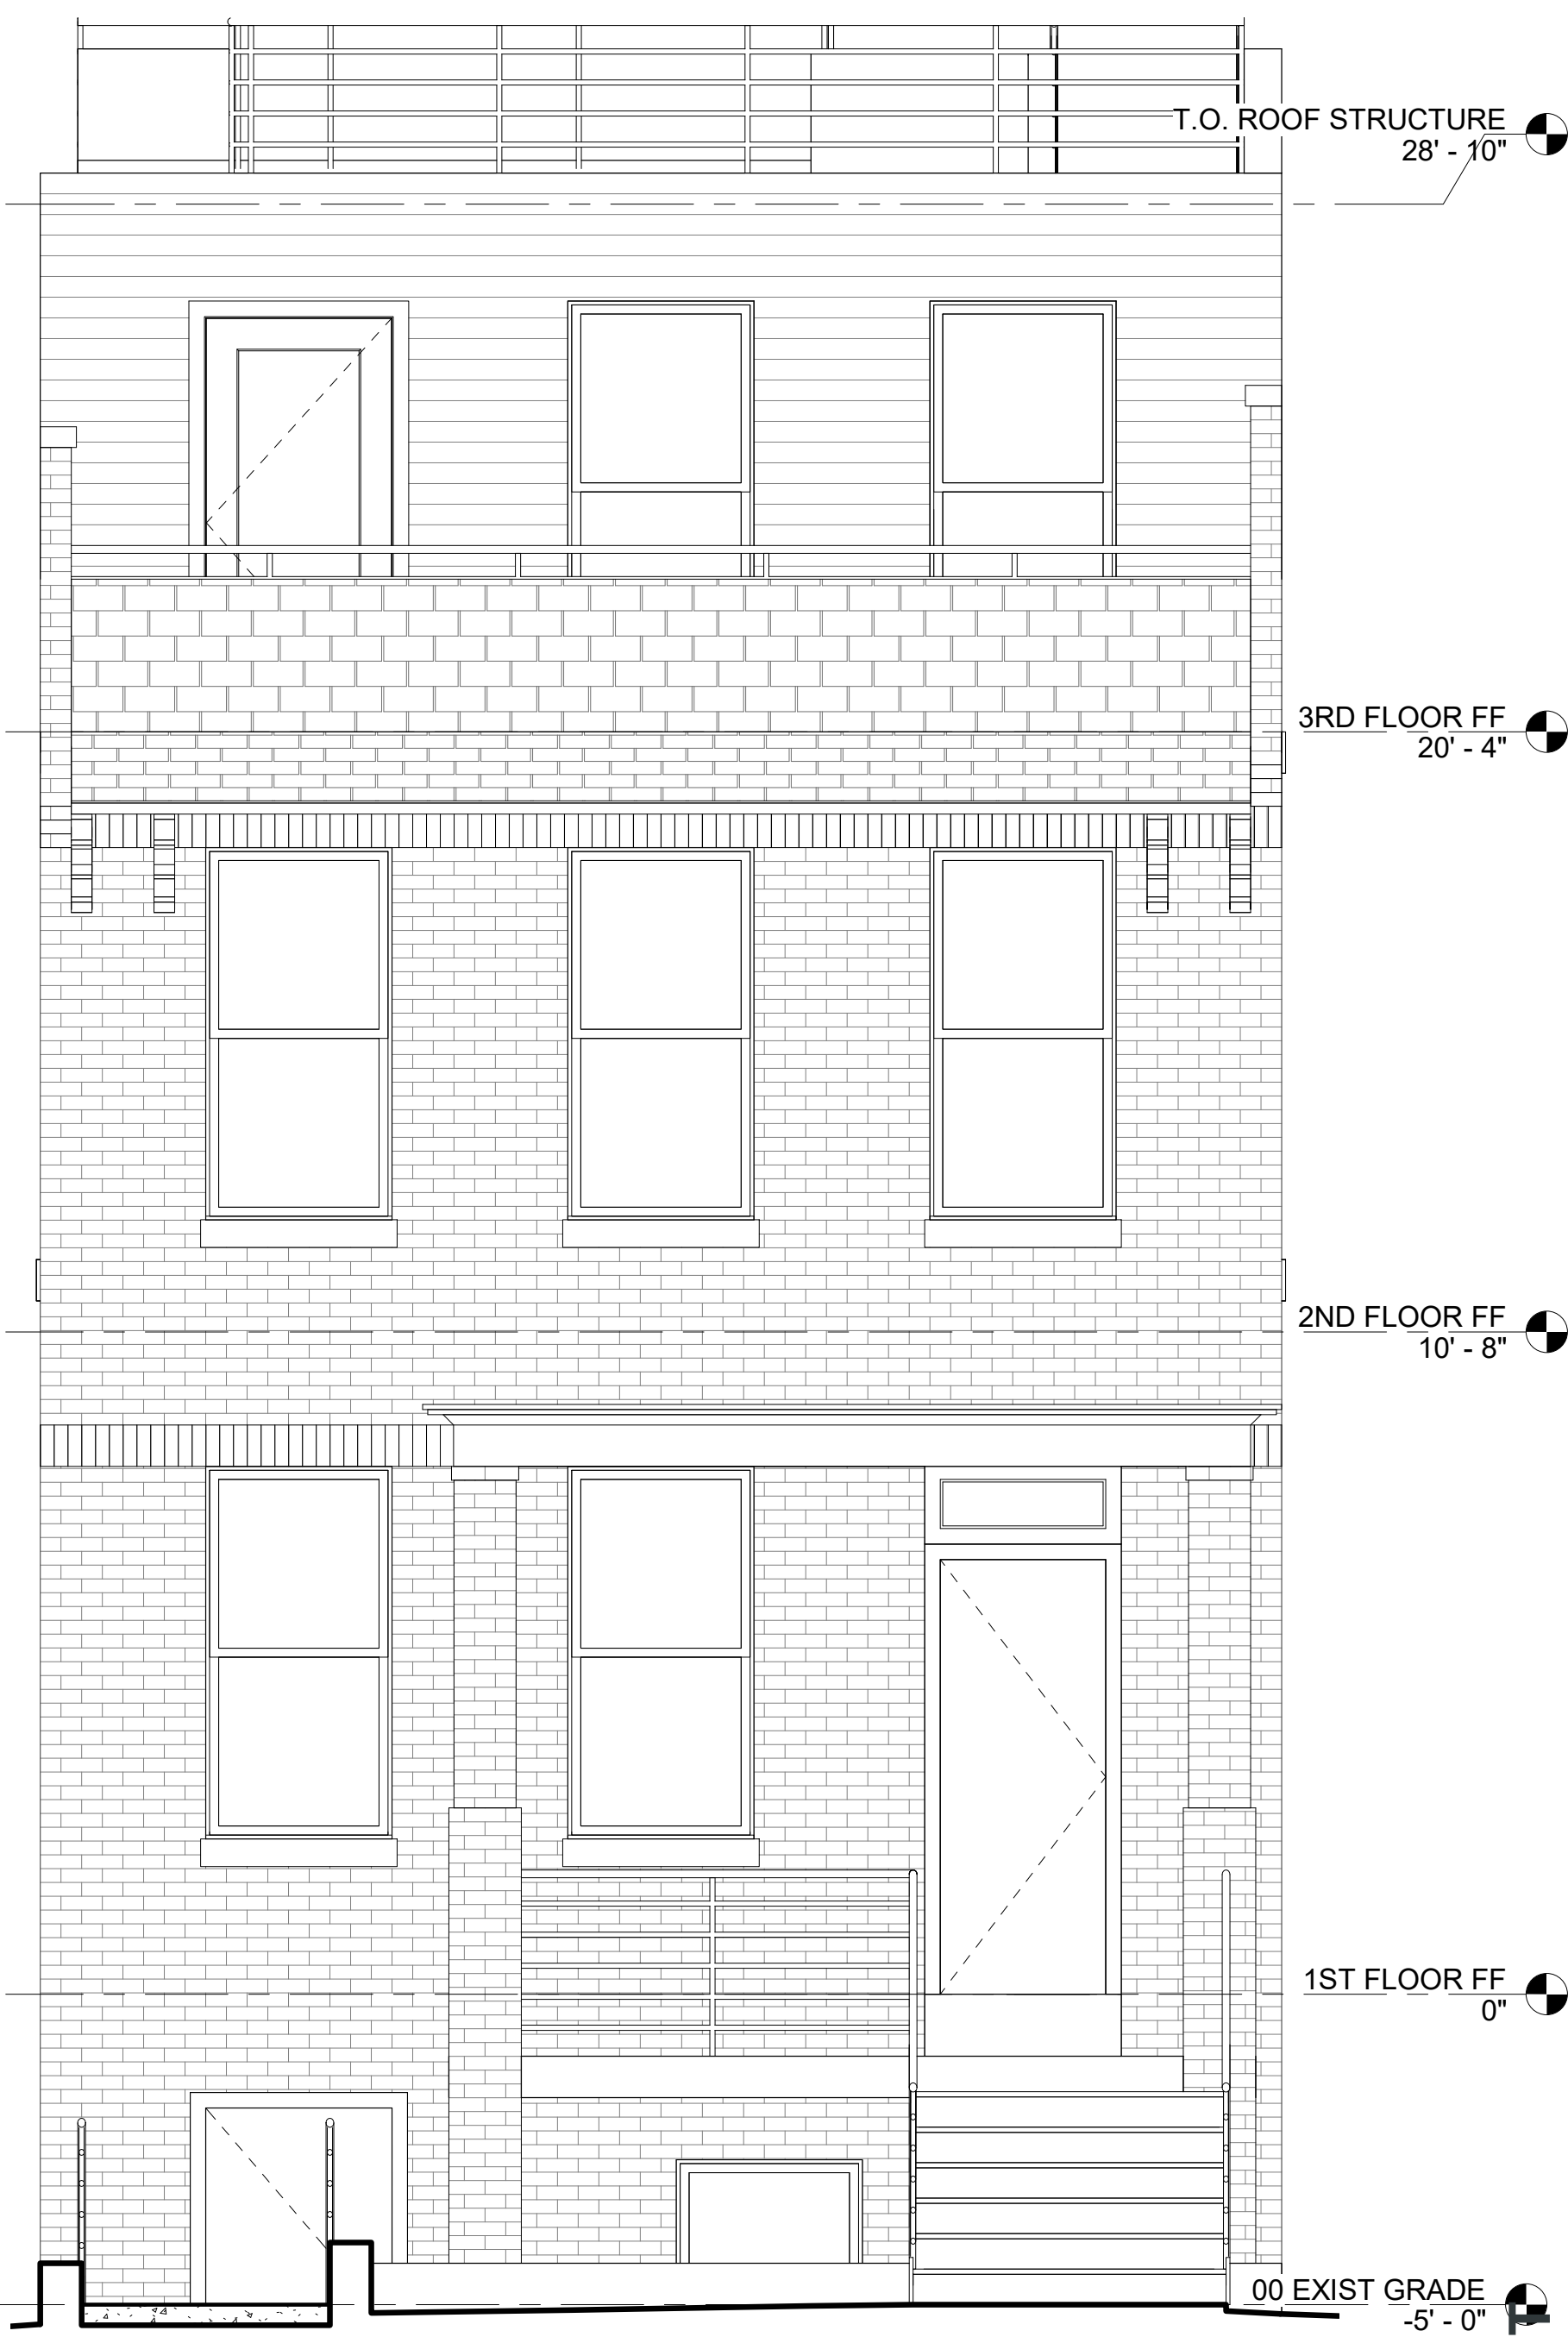 T.O. ROOF STRUCTURE
28' - 10"
3RD FLOOR FF
20' - 4"
2ND FLOOR FF
10' - 8"
1ST FLOOR FF
0"
00 EXIST GRADE
-5' - 0"